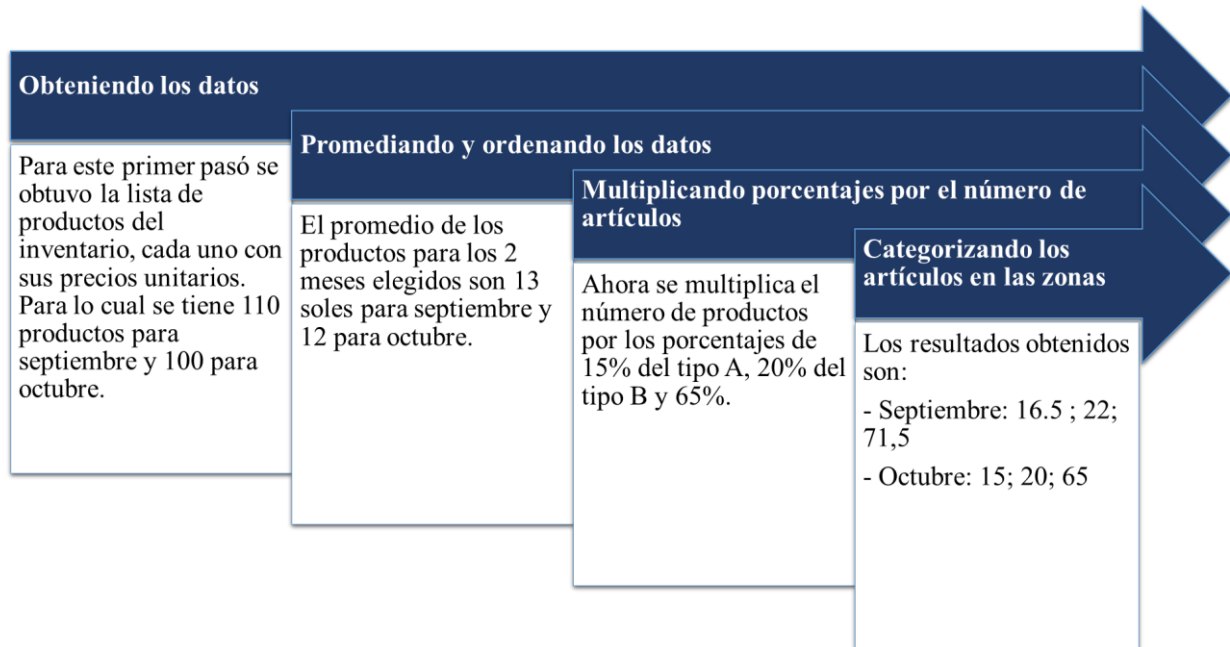 Obteniendo los datos
Para este primer pasó se
obtuvo la lista de
productos del
inventario, cada uno con
sus precios unitarios.
Para lo cual se tiene 110
productos para
septiembre y 100 para
octubre.
Promediando y ordenando los datos
El promedio de los
productos para los 2
meses elegidos son 13
soles para septiembre y
12 para octubre.
Multiplicando porcentajes por el número de
artículos
Ahora se multiplica el
número de productos
por los porcentajes de
15% del tipo A, 20% del
tipo B y 65%.
Categorizando los
artículos en las zonas
Los resultados obtenidos
son:
- Septiembre: 16.5 ; 22;
71,5
- Octubre: 15; 20; 65